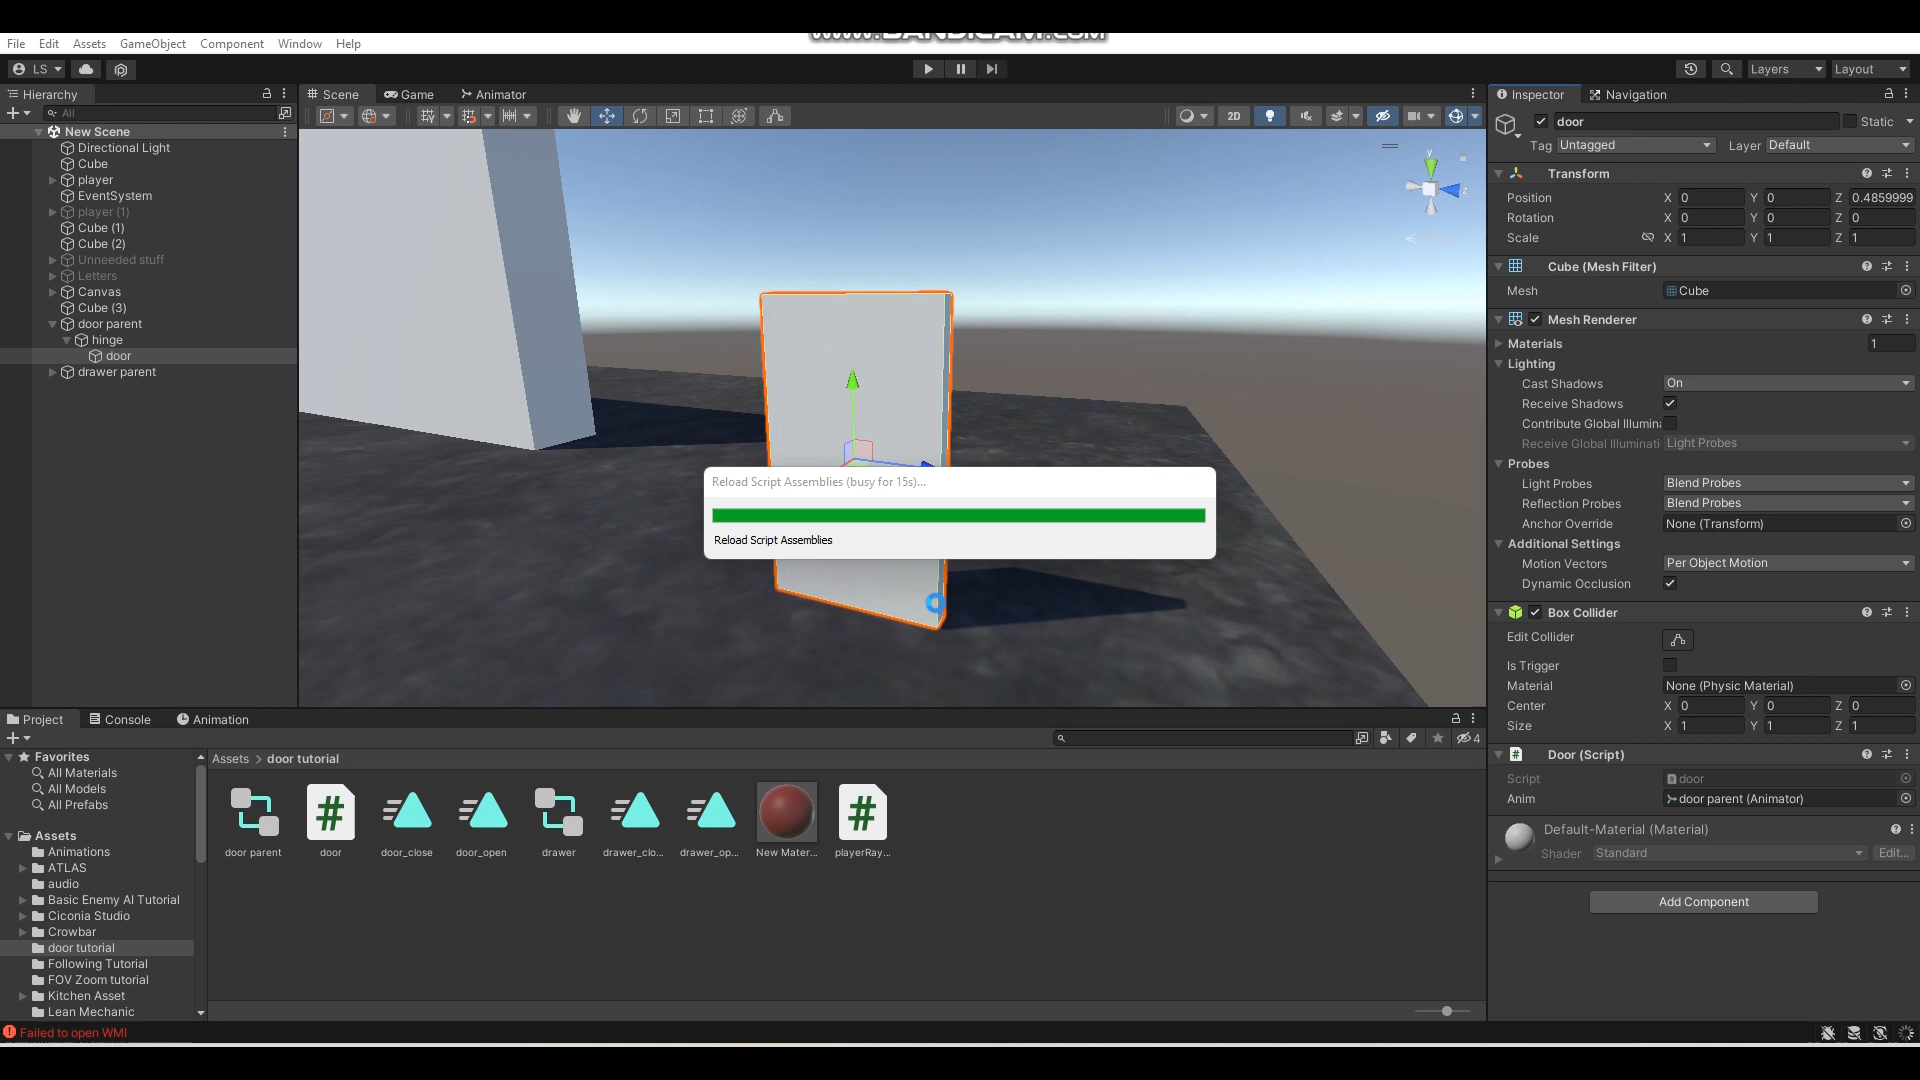 www.BANDICAM.com
File Edit Assets GameObject Component Window Help
LS
Layers
Layout
Hierarchy
All
New Scene
Directional Light
Cube
player
EventSystem
player (1)
Cube (1)
Cube (2)
Unneeded stuff
Letters
Canvas
Cube (3)
door parent
hinge
door
drawer parent
Scene Game Animator
2D
y
z
Reload Script Assemblies (busy for 15s)...
Reload Script Assemblies
Inspector Navigation
door
Static
Tag Untagged Layer Default
Transform
Position X 0 Y 0 Z 0.4859999
Rotation X 0 Y 0 Z 0
Scale X 1 Y 1 Z 1
Cube (Mesh Filter)
Mesh Cube
Mesh Renderer
Materials 1
Lighting
Cast Shadows On
Receive Shadows
Contribute Global Illumin
Receive Global Illuminati Light Probes
Probes
Light Probes Blend Probes
Reflection Probes Blend Probes
Anchor Override None (Transform)
Additional Settings
Motion Vectors Per Object Motion
Dynamic Occlusion
Box Collider
Edit Collider
Is Trigger
Material None (Physic Material)
Center X 0 Y 0 Z 0
Size X 1 Y 1 Z 1
Door (Script)
Script door
Anim door parent (Animator)
Default-Material (Material)
Shader Standard Edit...
Add Component
Project Console Animation
4
Favorites
All Materials
All Models
All Prefabs
Assets
Animations
ATLAS
audio
Basic Enemy AI Tutorial
Ciconia Studio
Crowbar
door tutorial
Following Tutorial
FOV Zoom tutorial
Kitchen Asset
Lean Mechanic
Assets > door tutorial
door parent door door_close door_open drawer drawer_clo... drawer_op... New Mater... playerRay...
Failed to open WMI